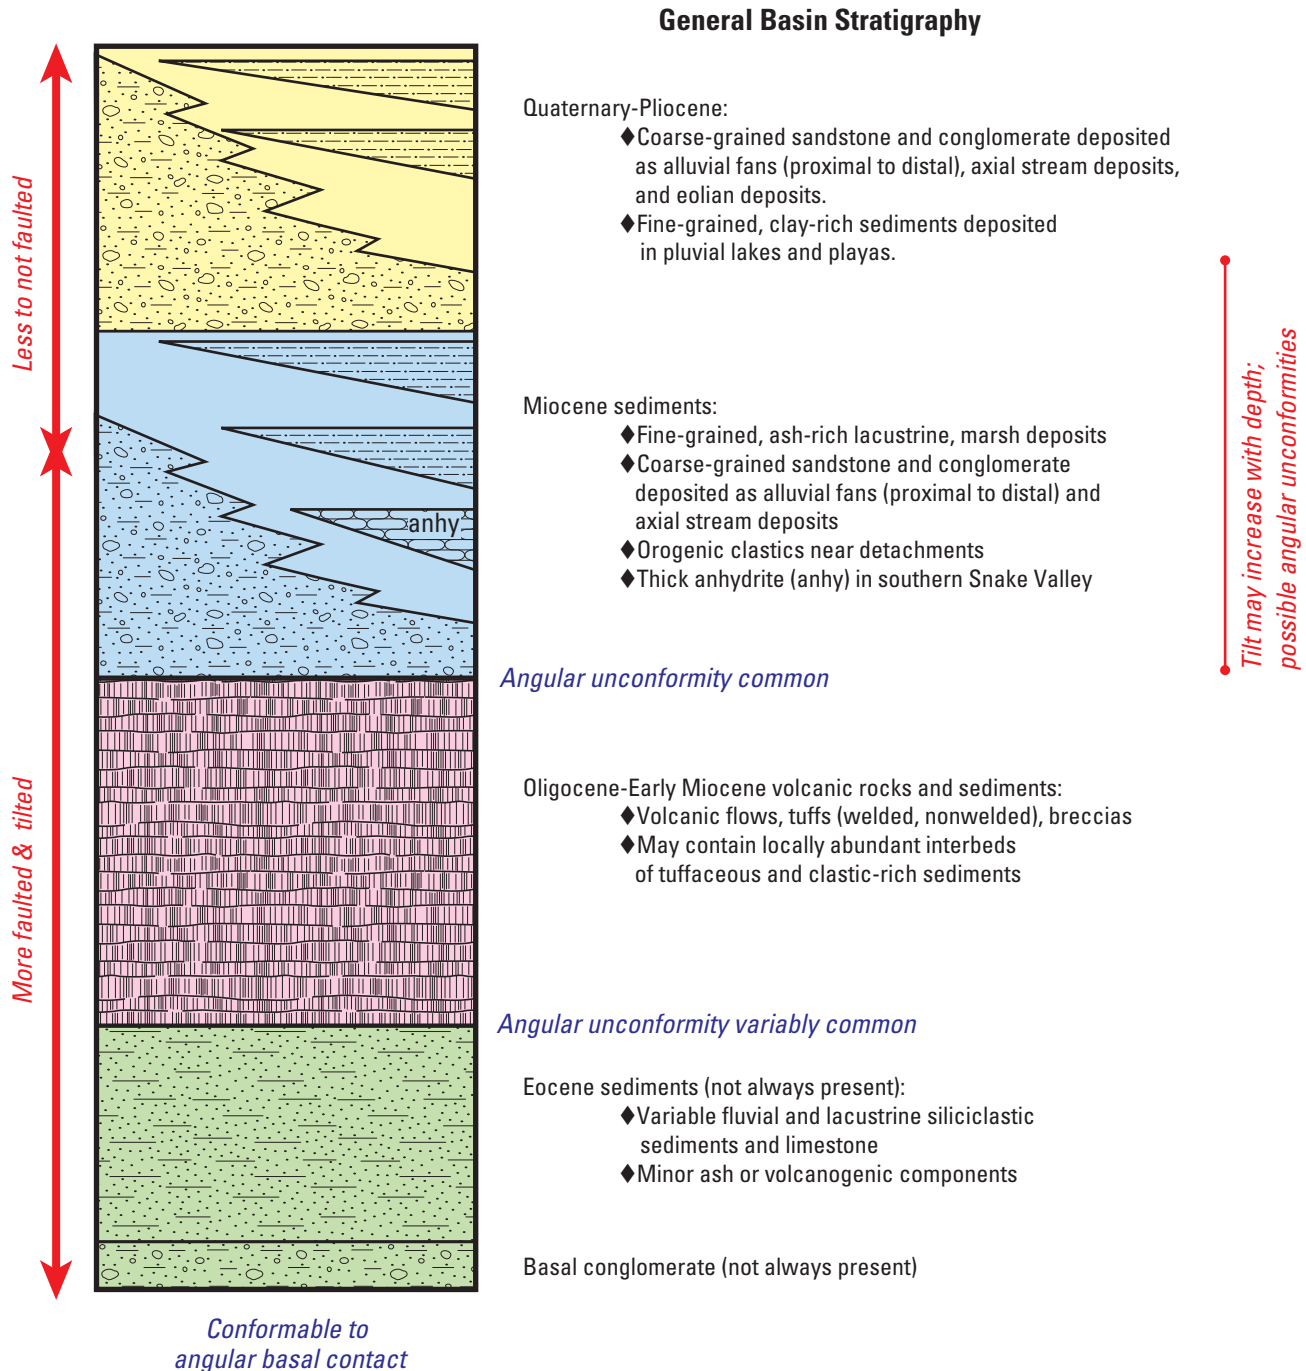 General Basin Stratigraphy
Less to not faulted
More faulted & tilted
Quaternary-Pliocene:
♦Coarse-grained sandstone and conglomerate deposited
as alluvial fans (proximal to distal), axial stream deposits,
and eolian deposits.
♦Fine-grained, clay-rich sediments deposited
in pluvial lakes and playas.
Tilt may increase with depth;
possible angular unconformities
Miocene sediments:
♦Fine-grained, ash-rich lacustrine, marsh deposits
♦Coarse-grained sandstone and conglomerate
deposited as alluvial fans (proximal to distal) and
axial stream deposits
♦Orogenic clastics near detachments
♦Thick anhydrite (anhy) in southern Snake Valley
anhy
Angular unconformity common
Oligocene-Early Miocene volcanic rocks and sediments:
♦Volcanic flows, tuffs (welded, nonwelded), breccias
♦May contain locally abundant interbeds
of tuffaceous and clastic-rich sediments
Angular unconformity variably common
Eocene sediments (not always present):
♦Variable fluvial and lacustrine siliciclastic
sediments and limestone
♦Minor ash or volcanogenic components
Basal conglomerate (not always present)
Conformable to
angular basal contact